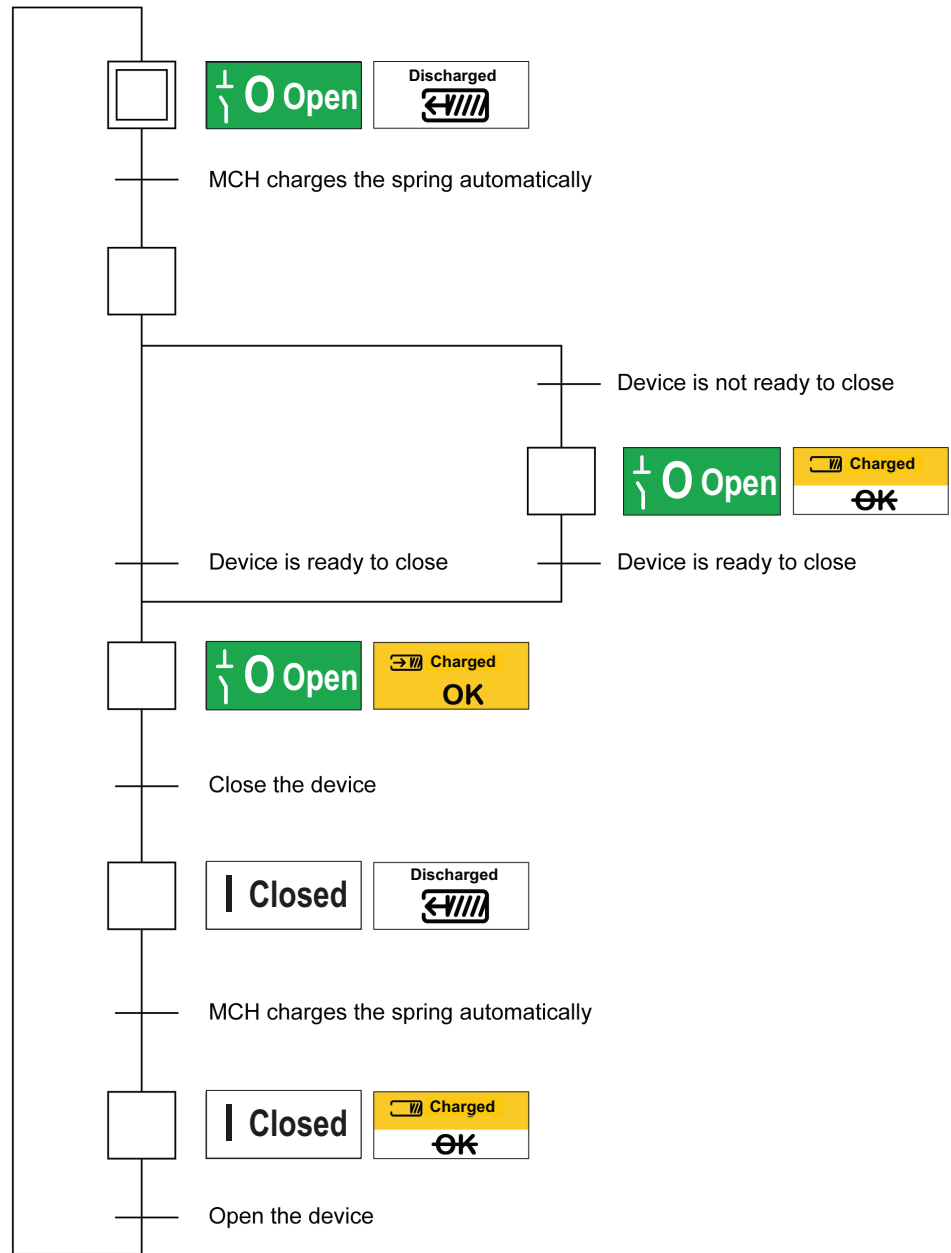 O Open
Discharged
MCH charges the spring automatically
Device is not ready to close
O Open
Charged
OK
Device is ready to close
Device is ready to close
O Open
Charged
OK
Close the device
I Closed
Discharged
MCH charges the spring automatically
I Closed
Charged
OK
Open the device